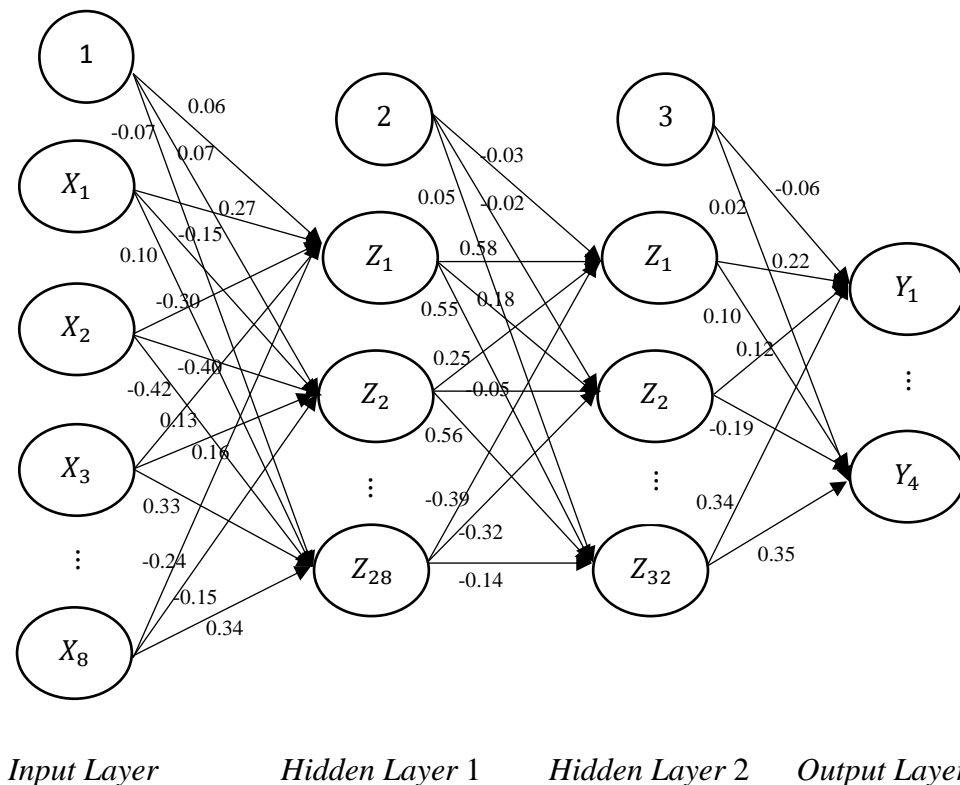 1
2
3
0.06
-0.07
0.07
-0.03
-0.06
X1
0.27
0.05
-0.02
0.02
-0.15
0.10
Z1
0.58
Z1
0.22
Y1
-0.30
0.55
0.18
0.10
X2
0.12
-0.40
0.25
⋮
-0.42
-0.05
Z2
Z2
0.13
0.56
-0.19
0.16
X3
Y4
⋮
⋮
0.33
-0.39
0.34
-0.32
⋮
-0.24
Z28
-0.14
Z32
0.35
-0.15
0.34
X8
Input Layer
Hidden Layer 1
Hidden Layer 2
Output Layer